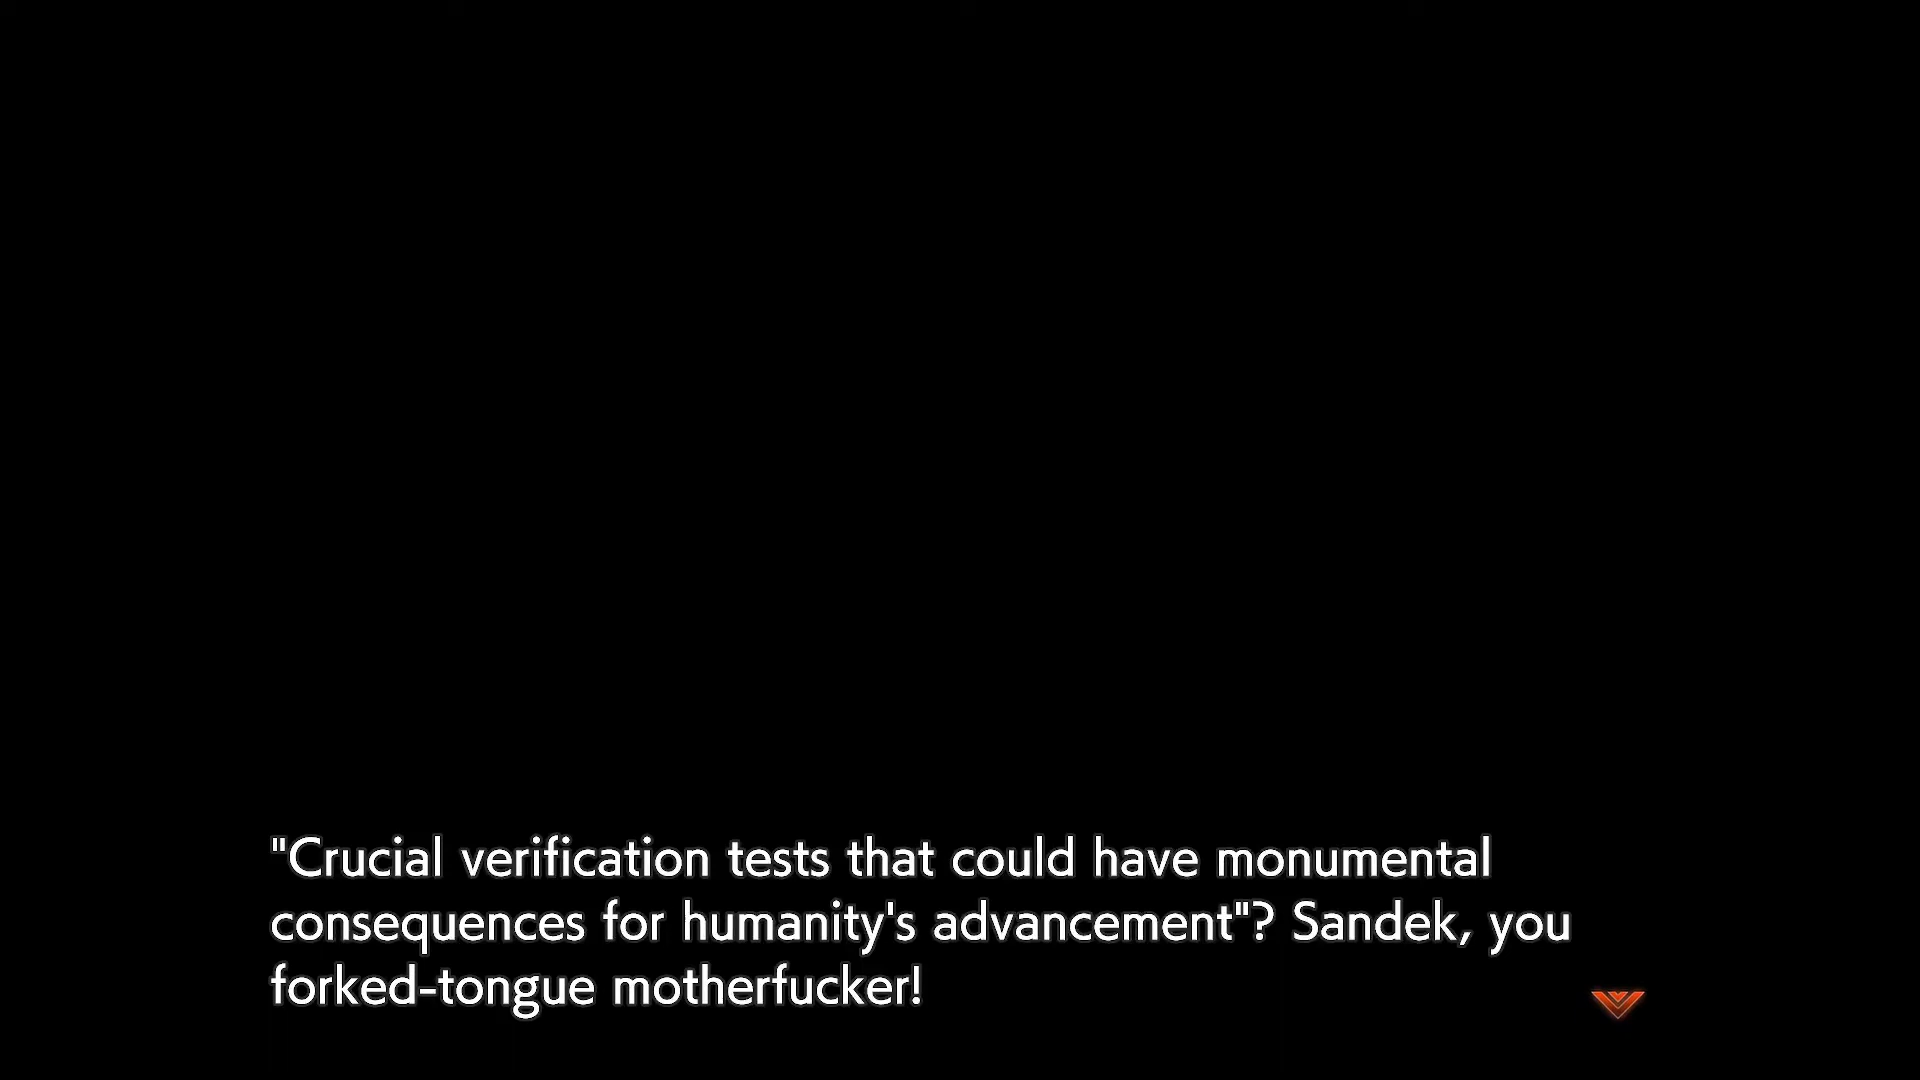 "Crucial verification tests that could have monumental
consequences for humanity's advancement"? Sandek, you
forked-tongue motherfucker!